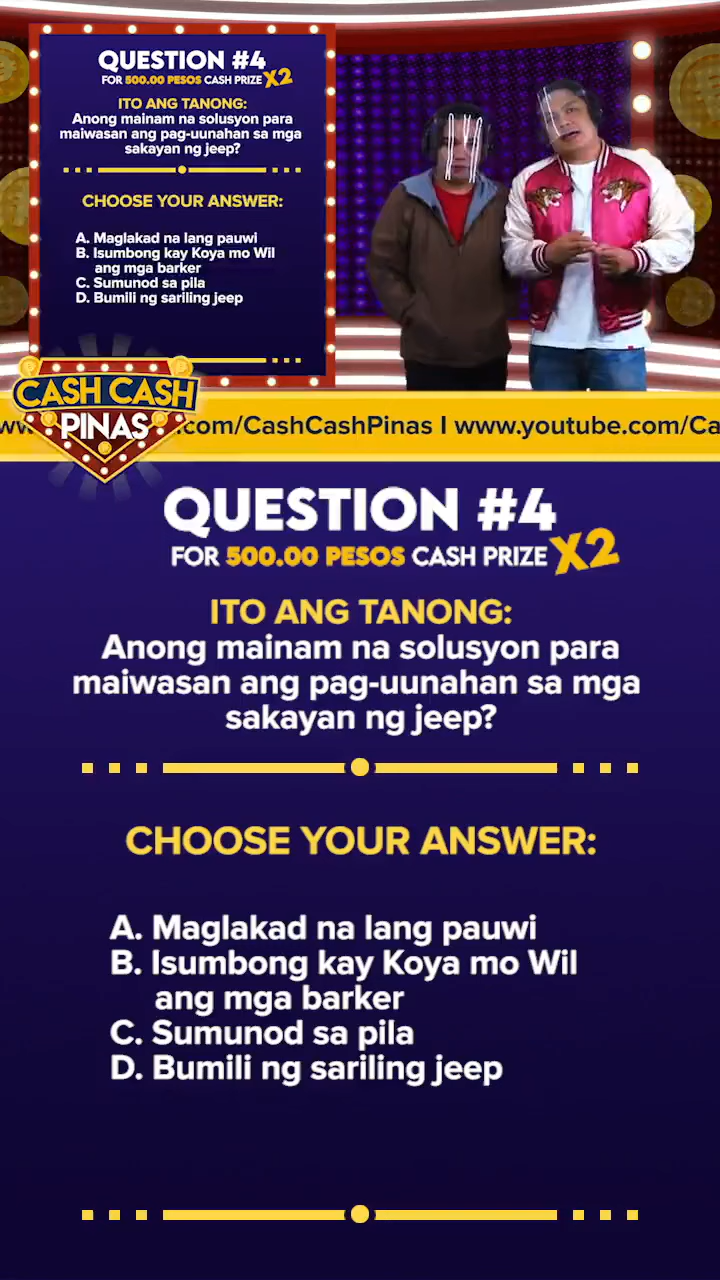 QUESTION #4
FOR 500.00 PESOS CASH PRIZE X2
ITO ANG TANONG:
Anong mainam na solusyon para
maiwasan ang pag-uunahan sa mga
sakayan ng jeep?
CHOOSE YOUR ANSWER:
A. Maglakad na lang pauwi
B. Isumbong kay Koya mo Wil
ang mga barker
C. Sumunod sa pila
D. Bumili ng sariling jeep
CASH CASH
PINAS
.com/CashCashPinas I www.youtube.com/Ca
QUESTION #4
FOR 500.00 PESOS CASH PRIZE X2
ITO ANG TANONG:
Anong mainam na solusyon para
maiwasan ang pag-uunahan sa mga
sakayan ng jeep?
CHOOSE YOUR ANSWER:
A. Maglakad na lang pauwi
B. Isumbong kay Koya mo Wil
ang mga barker
C. Sumunod sa pila
D. Bumili ng sariling jeep